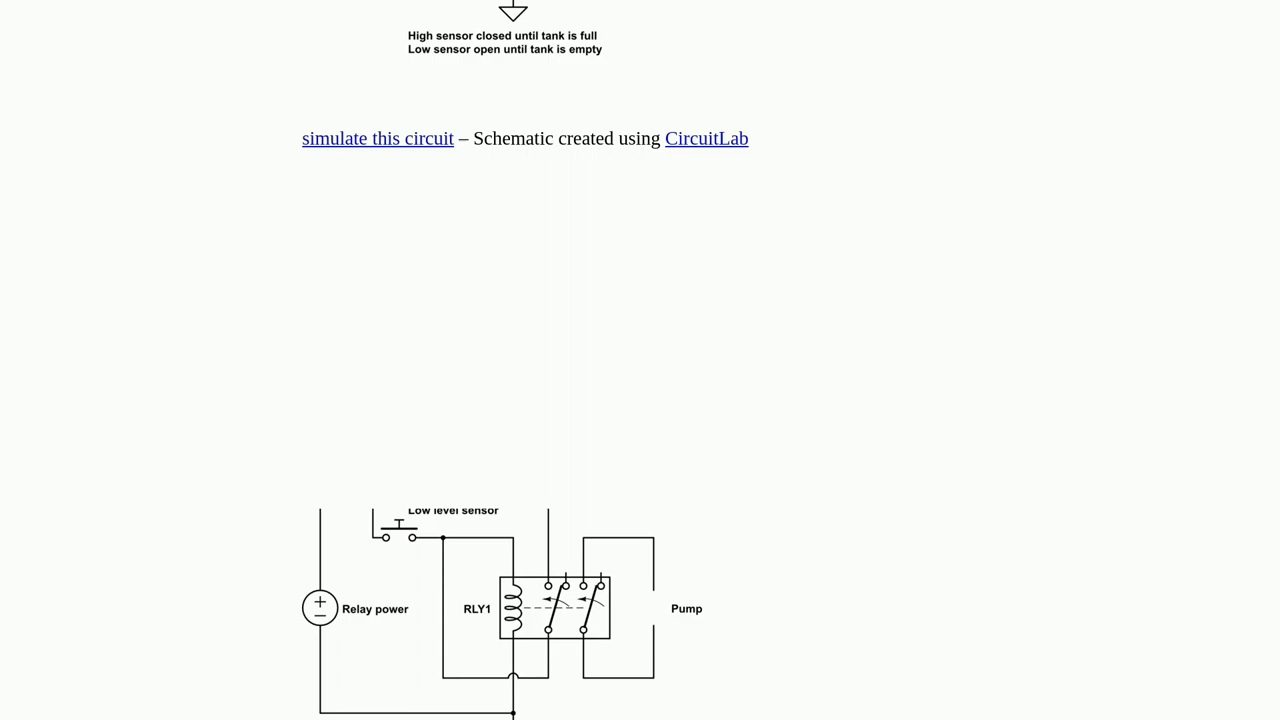 High sensor closed until tank is full
Low sensor open until tank is empty
simulate this circuit – Schematic created using CircuitLab
Low level sensor
Relay power
RLY1
Pump